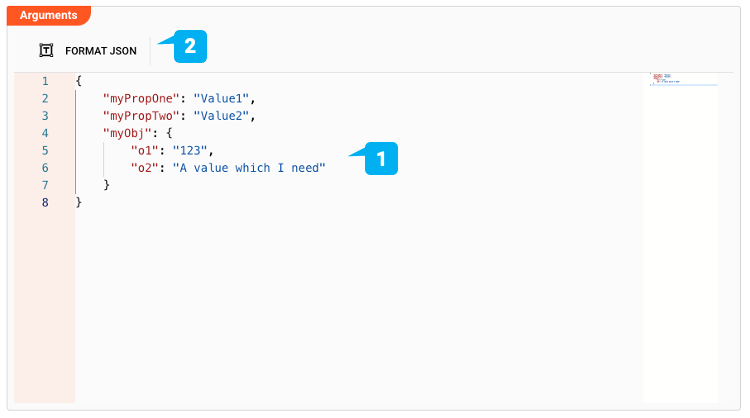 Arguments
FORMAT JSON
2
1 {
2 "myPropOne": "Value1",
3 "myPropTwo": "Value2",
4 "myObj": {
5 "o1": "123",
6 "o2": "A value which I need"
7 }
8 }
1